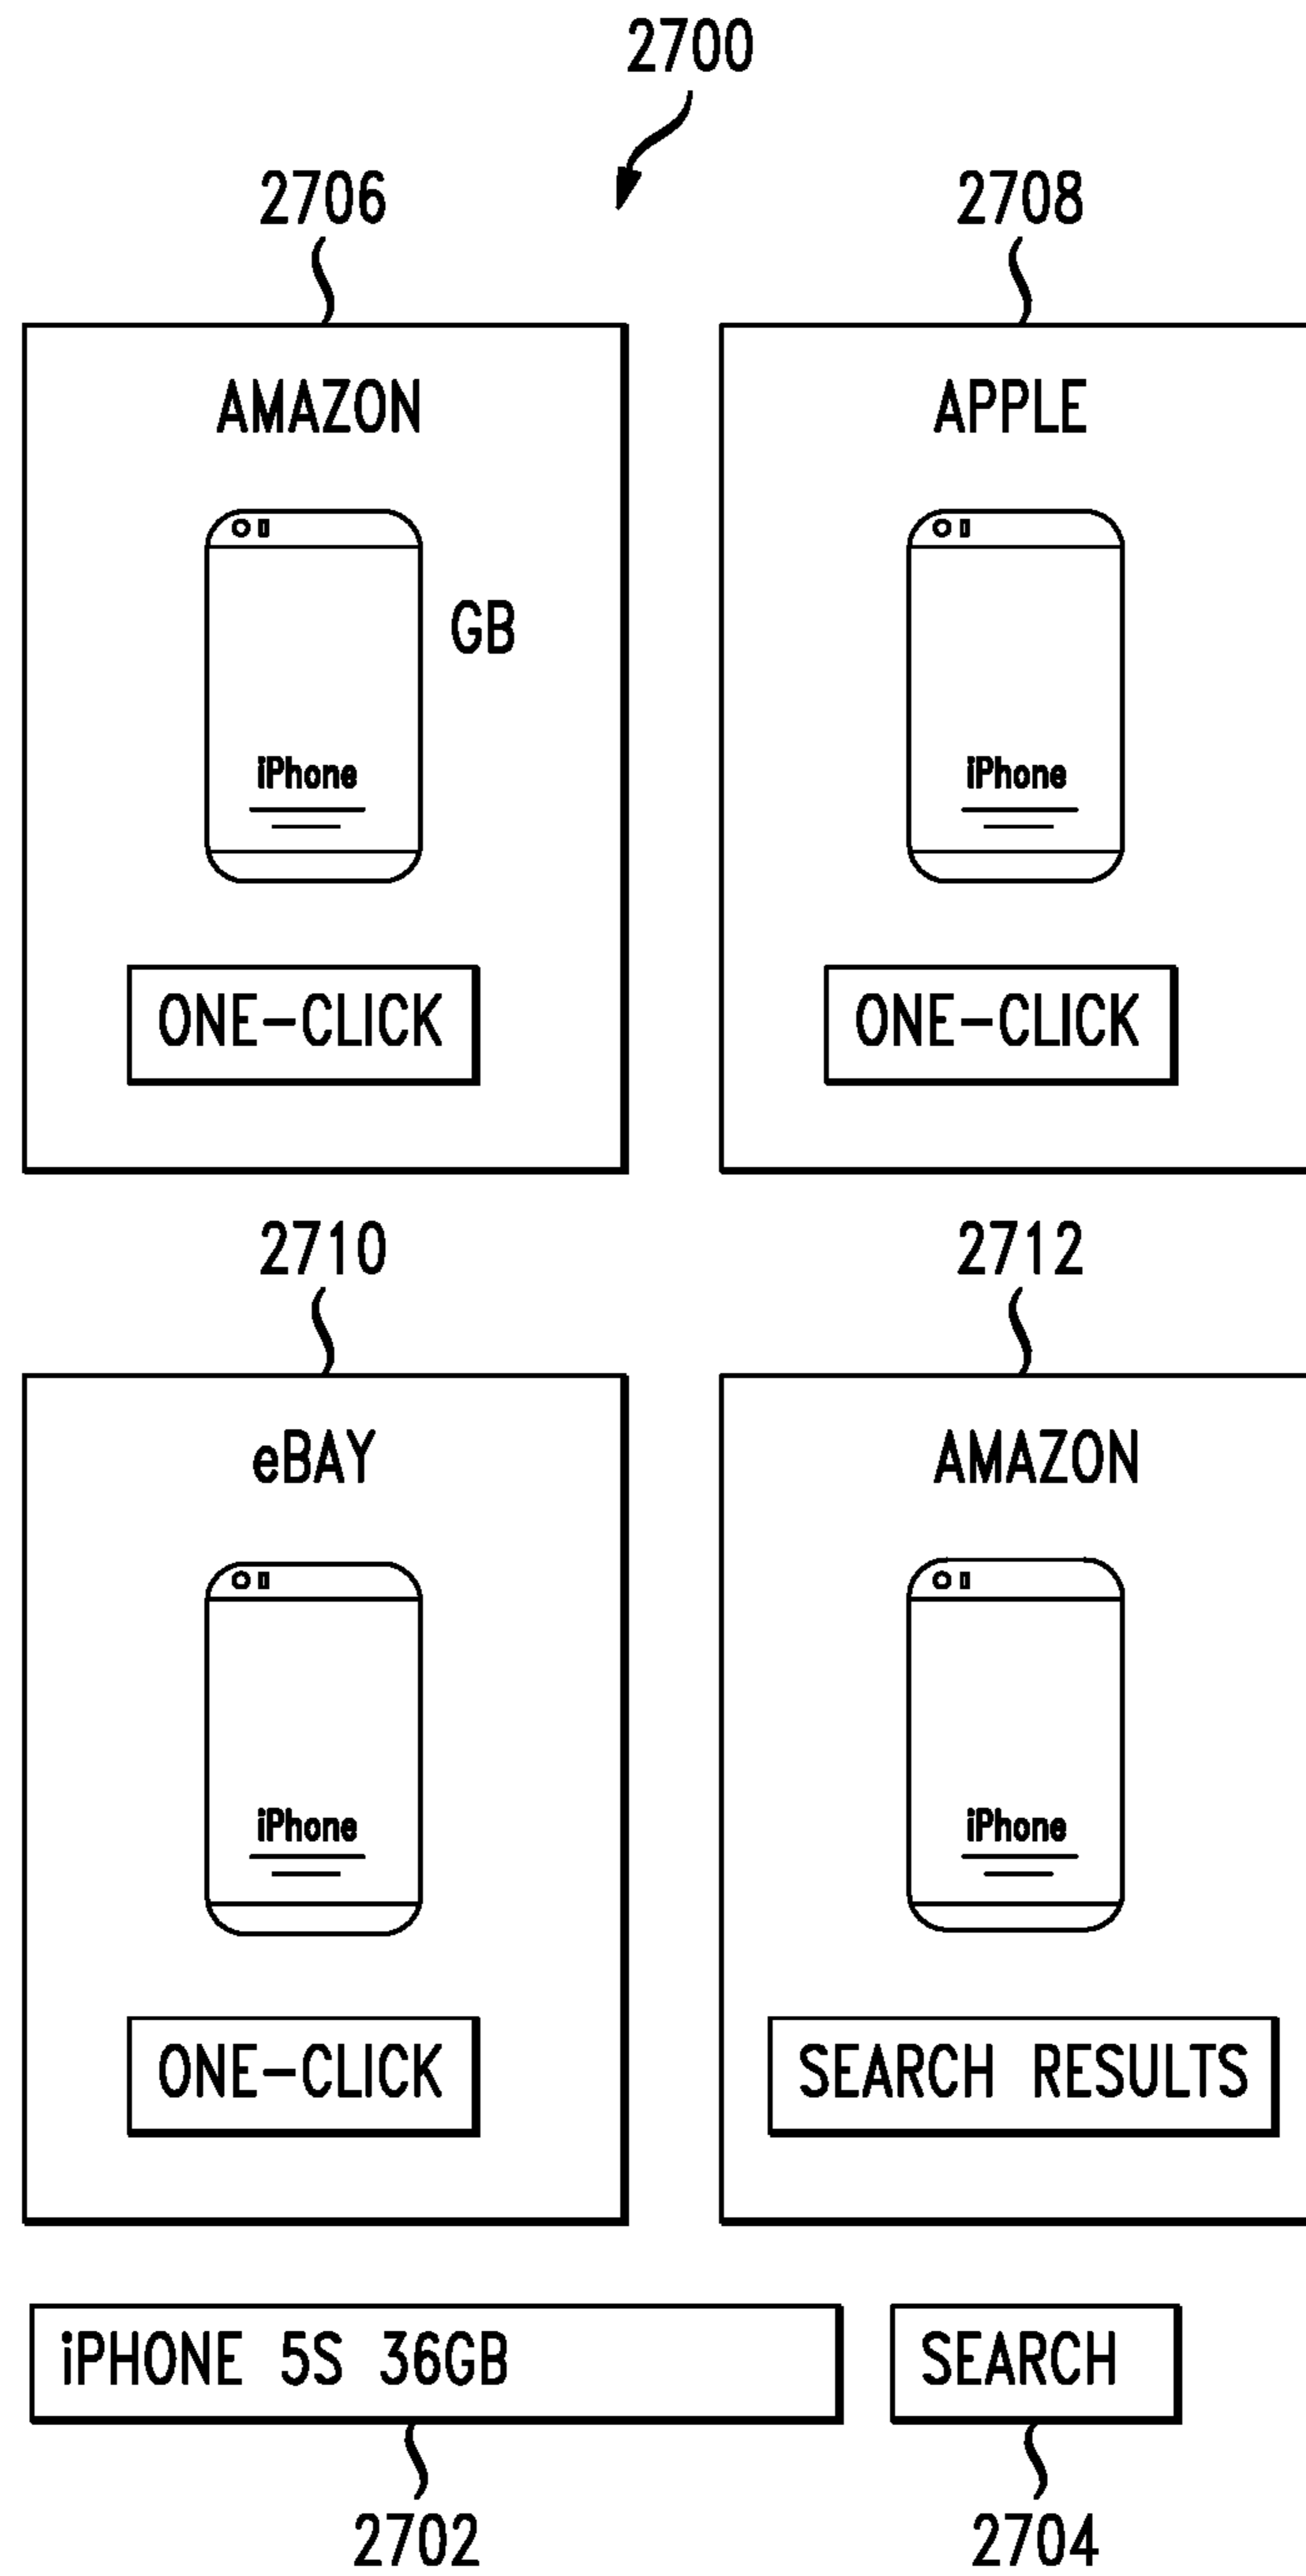 2700
2706 2708
AMAZON APPLE
GB
iPhone iPhone
ONE-CLICK ONE-CLICK
2710 2712
eBAY AMAZON
iPhone iPhone
ONE-CLICK SEARCH RESULTS
iPHONE 5S 36GB SEARCH
2702 2704